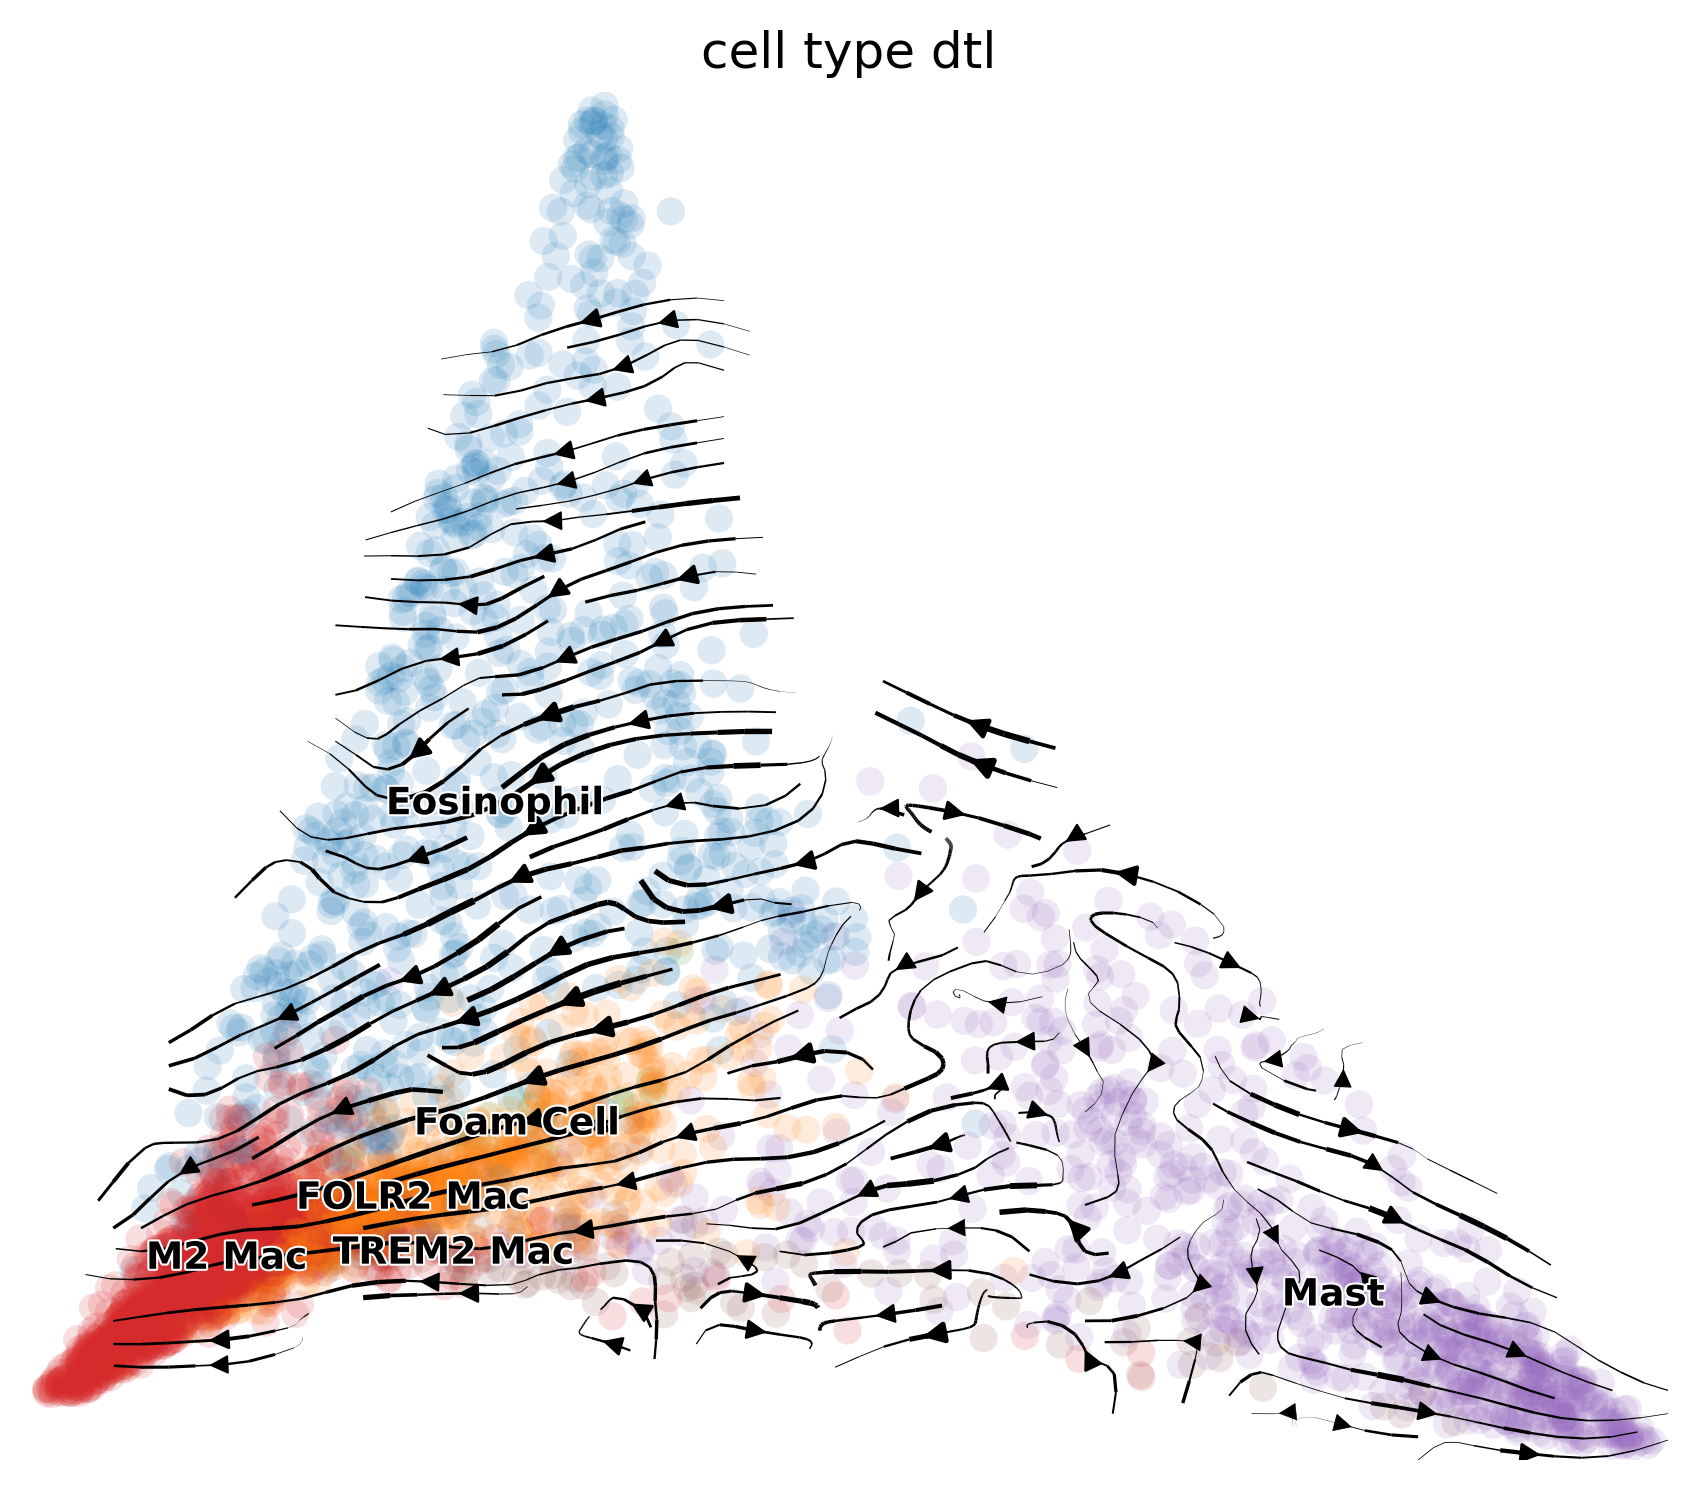 cell type dtl
Eosinophil
Foam Cell
FOLR2 Mac
M2 Mac
TREM2 Mac
Mast